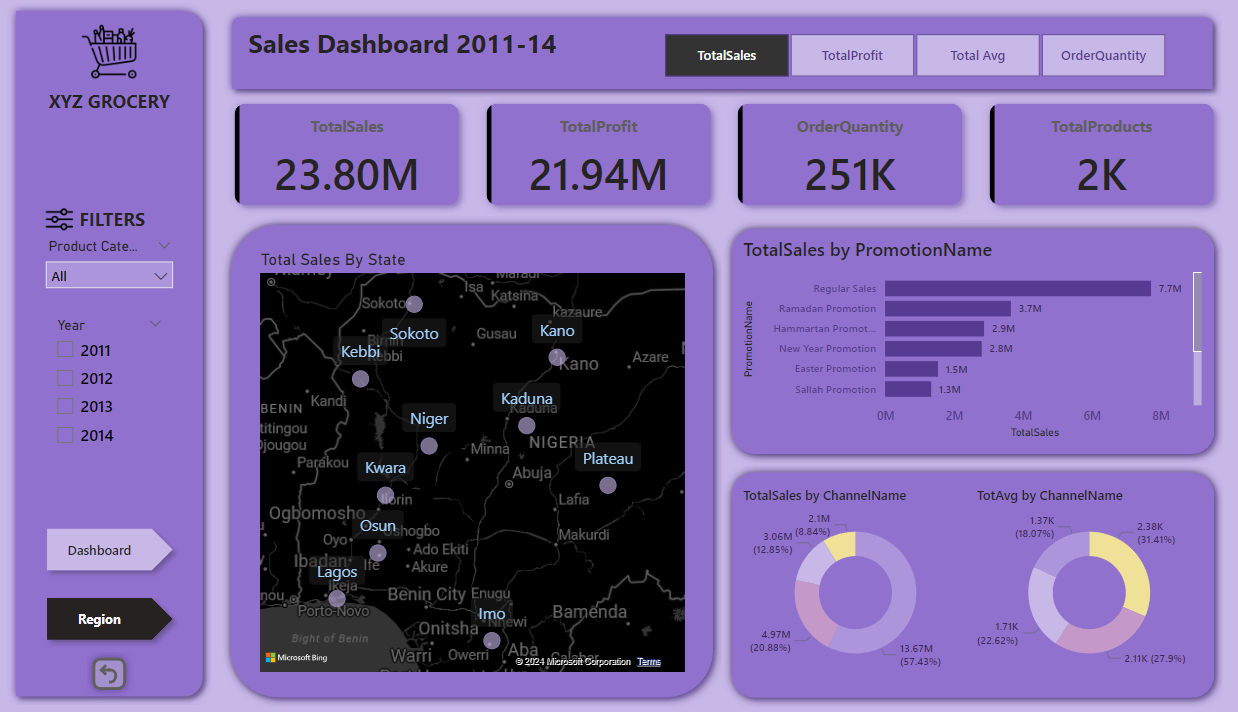 XYZ GROCERY
FILTERS
Product Cate...
All
Year
2011
2012
2013
2014
Dashboard
Region
Sales Dashboard 2011-14
TotalSales
TotalProfit
Total Avg
OrderQuantity
TotalSales
23.80M
TotalProfit
21.94M
OrderQuantity
251K
TotalProducts
2K
Total Sales By State
Isa
Katsina
Sokoto
kazaure
Sokoto
Gusau
Kano
Kebbi
Kebbi
Azare
Kano
Kandi
Kaduna
Kaduna
BENIN
Niger
NIGERIA
Djougou
Minna
Plateau
Parakou
Kwara
Abuja
Ilorin
Lafia
Ogbomosho
Osun
Oshogbo
Makurdi
Oyo
Ado Ekiti
Ibadan
Ife
Akure
Lagos
Ikeja
Benin City
Enugu
Porto-Novo
Imo
Nnewi
Bamenda
Onitsha
Bight of Benin
Warri
Owerri
Aba
Calabar
Microsoft Bing
© 2024 Microsoft Corporation Terms
TotalSales by PromotionName
PromotionName
Regular Sales 7.7M
Ramadan Promotion 3.7M
Hammartan Promot... 2.9M
New Year Promotion 2.8M
Easter Promotion 1.5M
Sallah Promotion 1.3M
0M 2M 4M 6M 8M
TotalSales
TotalSales by ChannelName
2.1M
(8.84%)
3.06M
(12.85%)
4.97M
(20.88%)
13.67M
(57.43%)
TotAvg by ChannelName
1.37K
(18.07%)
2.38K
(31.41%)
1.71K
(22.62%)
2.11K (27.9%)